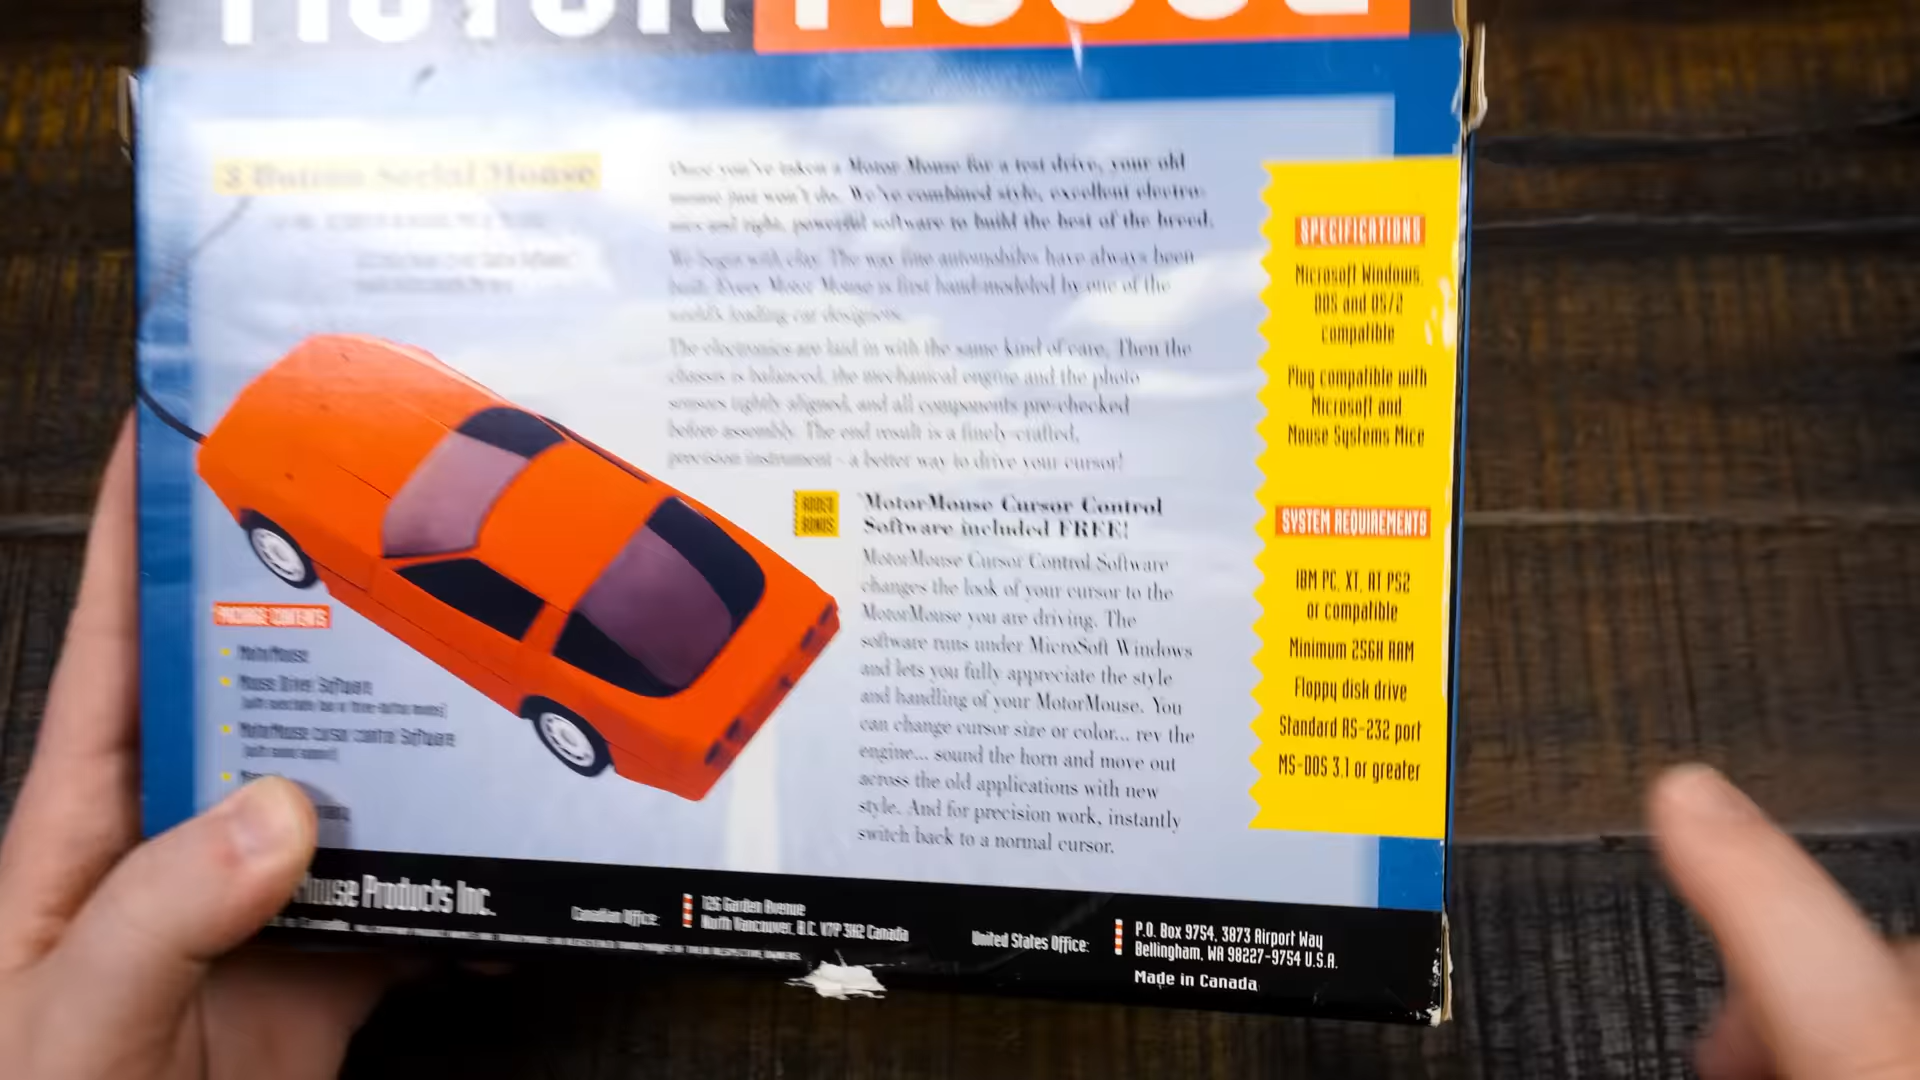 MOTOR MOUSE
3 Button Serial Mouse
Once you've taken a Motor Mouse for a test drive, your old
mouse just won't do. We've combined style, excellent electro-
nics and tight, powerful software to build the best of the breed.
We begin with clay. The way fine automobiles have always been
built. Every Motor Mouse is first hand-modeled by one of the
world's leading car designers.
The electronics are laid in with the same kind of care. Then the
chassis is balanced, the mechanical engine and the photo
sensors tightly aligned, and all components pre-checked
before assembly. The end result is a finely-crafted,
precision instrument - a better way to drive your cursor!
ADDED
BONUS
MotorMouse Cursor Control
Software included FREE!
MotorMouse Cursor Control Software
changes the look of your cursor to the
MotorMouse you are driving. The
software runs under MicroSoft Windows
and lets you fully appreciate the style
and handling of your MotorMouse. You
can change cursor size or color... rev the
engine... sound the horn and move out
across the old applications with new
style. And for precision work, instantly
switch back to a normal cursor.
PACKAGE CONTENTS
MotorMouse
Mouse Driver Software
MotorMouse cursor control Software
SPECIFICATIONS
Microsoft Windows,
DOS and OS/2
compatible
Plug compatible with
Microsoft and
Mouse Systems Mice
SYSTEM REQUIREMENTS
IBM PC, XT, AT PS2
or compatible
Minimum 256K RAM
Floppy disk drive
Standard RS-232 port
MS-DOS 3.1 or greater
Mouse Products Inc.
Canadian Office:
725 Garden Avenue
North Vancouver, B.C. V7P 3H2 Canada
United States Office:
P.O. Box 9754, 3873 Airport Way
Bellingham, WA 98227-9754 U.S.A.
Made in Canada